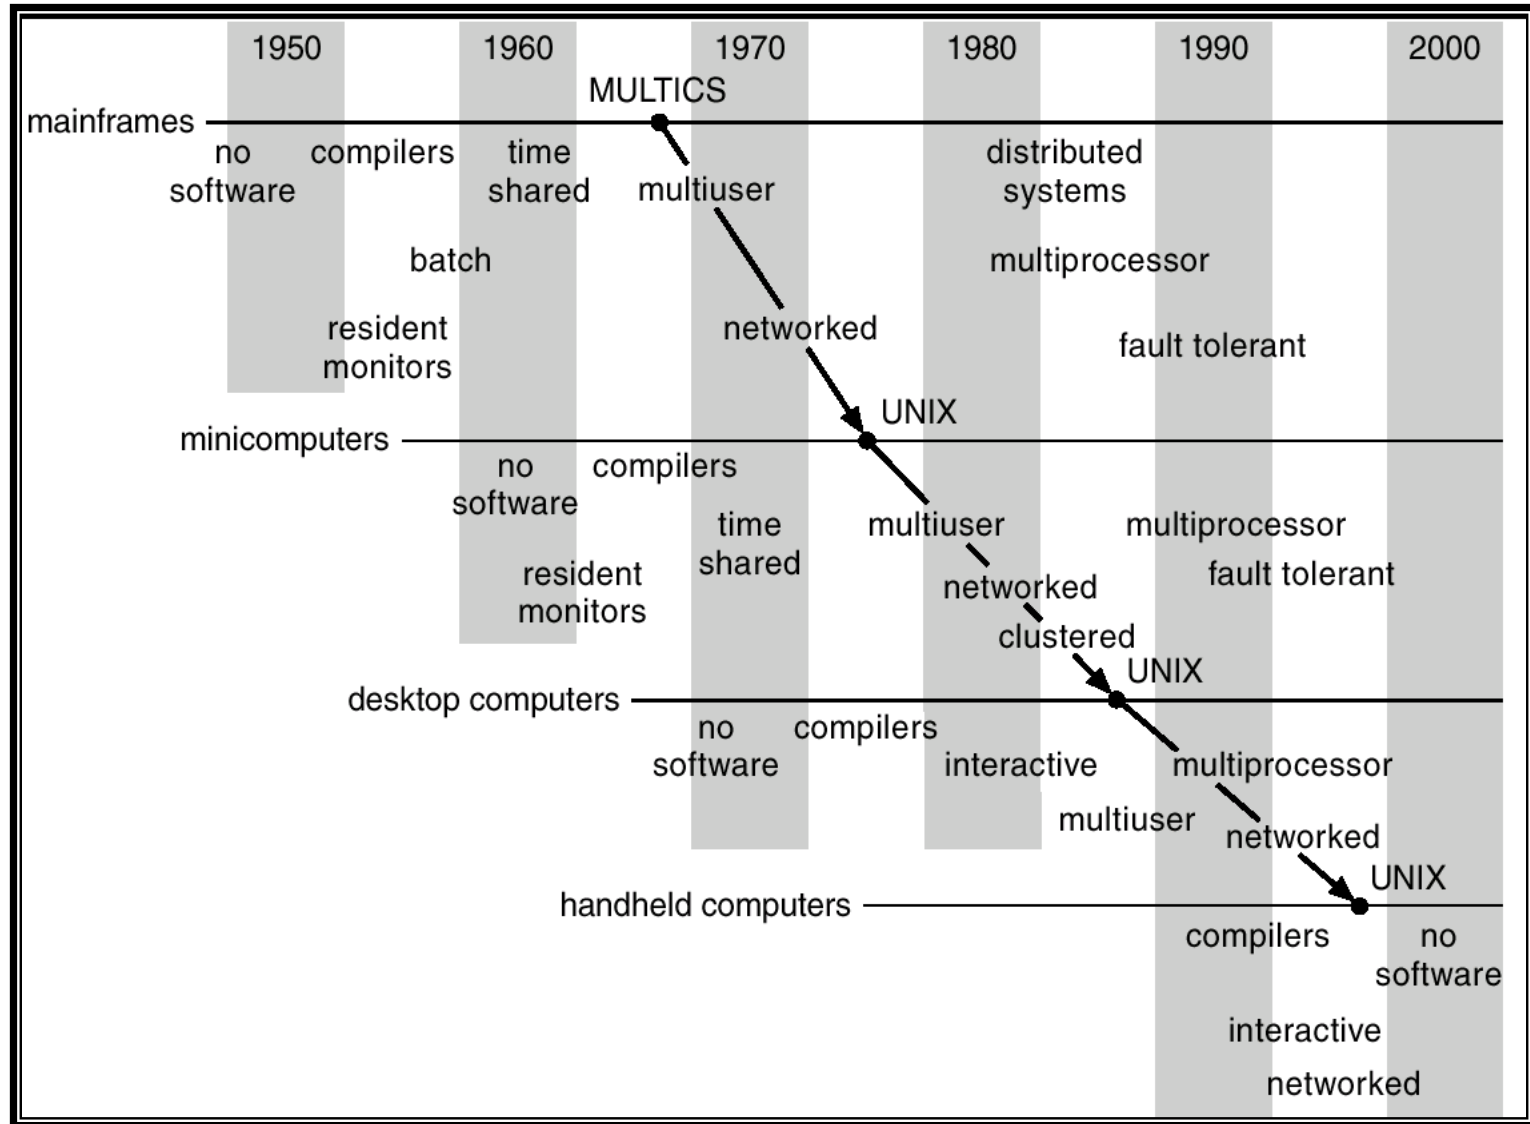 1950 1960 1970 1980 1990 2000
MULTICS
mainframes
no compilers time distributed
software shared multiuser systems
batch multiprocessor
resident networked fault tolerant
monitors
UNIX
minicomputers
no compilers
software
time multiuser multiprocessor
shared
resident networked fault tolerant
monitors
clustered
UNIX
desktop computers
no compilers
software interactive multiprocessor
multiuser networked
UNIX
handheld computers
compilers no
software
interactive
networked